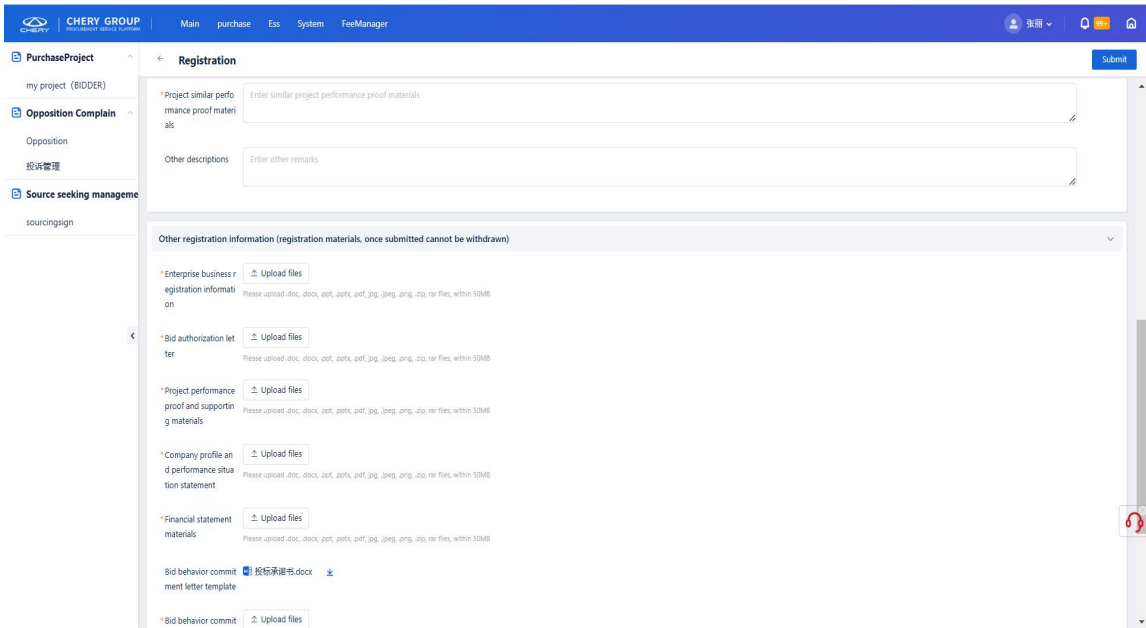 CHERY
CHERY GROUP
PROCUREMENT SERVICE PLATFORM
Main purchase Ess System FeeManager
张丽
99+
PurchaseProject
my project（BIDDER）
Opposition Complain
Opposition
投诉管理
Source seeking manageme
sourcingsign
Registration
Submit
*Project similar perfo
rmance proof materi
als
Enter similar project performance proof materials
Other descriptions
Enter other remarks
Other registration information (registration materials, once submitted cannot be withdrawn)
*Enterprise business r
egistration informati
on
Upload files
Please upload .doc, .docx, .ppt, .pptx, .pdf, jpg, .jpeg, .png, .zip, rar files, within 50MB
*Bid authorization let
ter
Upload files
Please upload .doc, .docx, .ppt, .pptx, .pdf, jpg, .jpeg, .png, .zip, rar files, within 50MB
*Project performance
proof and supportin
g materials
Upload files
Please upload .doc, .docx, .ppt, .pptx, .pdf, jpg, .jpeg, .png, .zip, rar files, within 50MB
*Company profile an
d performance situa
tion statement
Upload files
Please upload .doc, .docx, .ppt, .pptx, .pdf, jpg, .jpeg, .png, .zip, rar files, within 50MB
*Financial statement
materials
Upload files
Please upload .doc, .docx, .ppt, .pptx, .pdf, jpg, .jpeg, .png, .zip, rar files, within 50MB
Bid behavior commit
ment letter template
投标承诺书.docx
*Bid behavior commit
Upload files